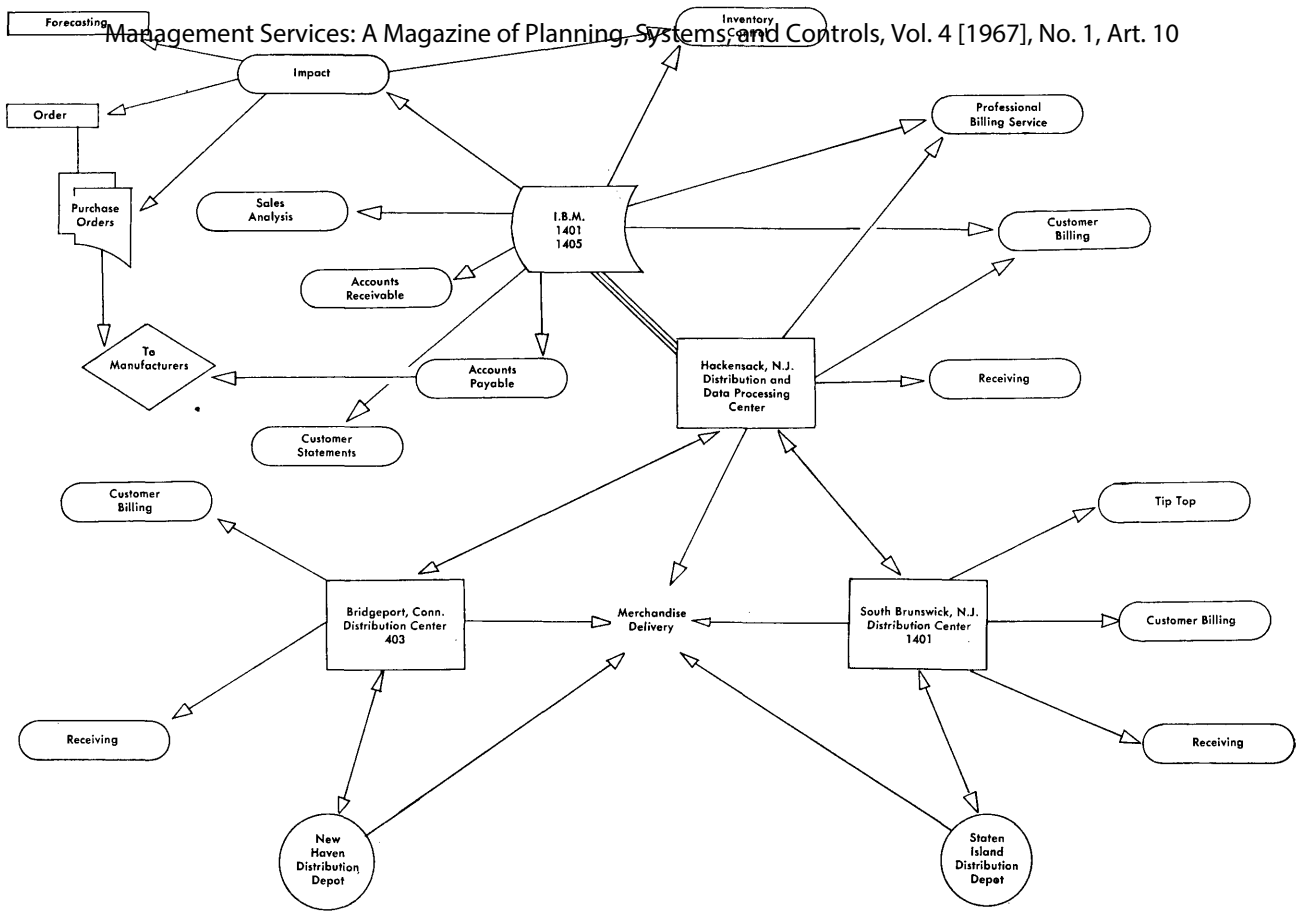 Forecasting
Management Services: A Magazine of Planning, Systems, and Controls, Vol. 4 [1967], No. 1, Art. 10
Inventory
Control
Impact
Order
Professional
Billing Service
Purchase
Orders
Sales
Analysis
I.B.M.
1401
1405
Customer
Billing
Accounts
Receivable
To
Manufacturers
Accounts
Payable
Hackensack, N.J.
Distribution and
Data Processing
Center
Receiving
Customer
Statements
Customer
Billing
Tip Top
Bridgeport, Conn.
Distribution Center
403
Merchandise
Delivery
South Brunswick, N.J.
Distribution Center
1401
Customer Billing
Receiving
Receiving
New
Haven
Distribution
Depot
Staten
Island
Distribution
Depot